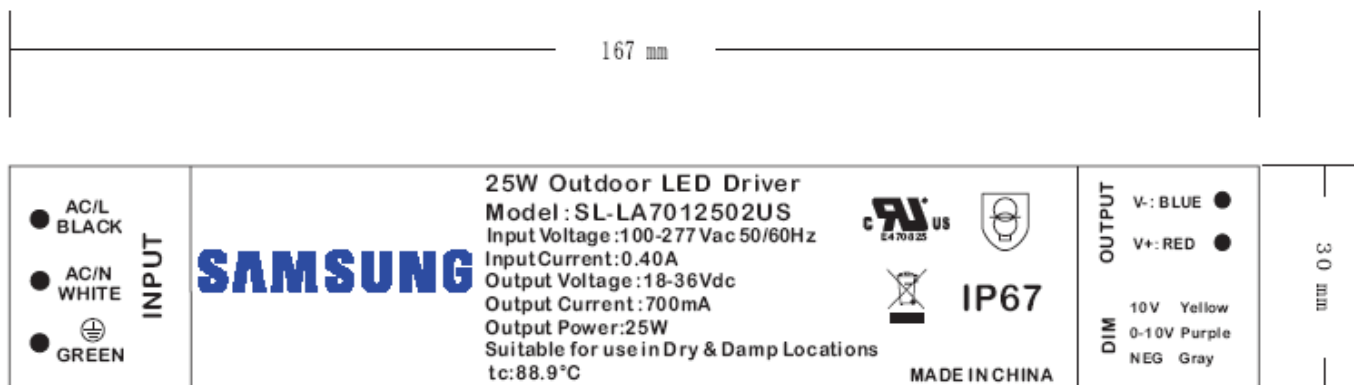 167 mm
AC/L
BLACK
AC/N
WHITE
GREEN
INPUT
SAMSUNG
25W Outdoor LED Driver
Model:SL-LA7012502US
Input Voltage:100-277Vac 50/60Hz
Input Current:0.40A
Output Voltage:18-36Vdc
Output Current:700mA
Output Power:25W
Suitable for use in Dry & Damp Locations
tc:88.9°C
C RU US
E470825
IP67
MADE IN CHINA
OUTPUT
V-: BLUE
V+: RED
DIM
10V Yellow
0-10V Purple
NEG Gray
30 mm